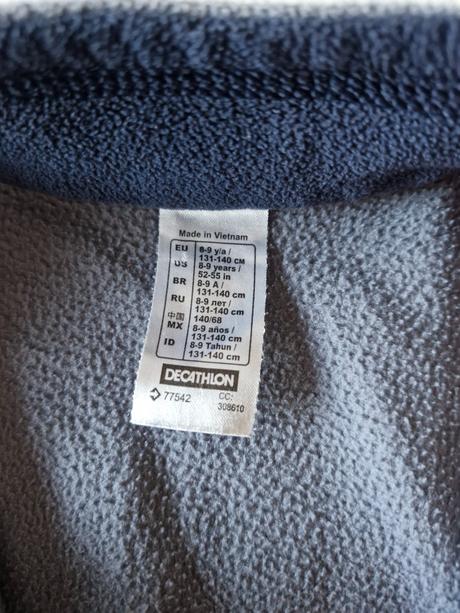 Made in Vietnam
EU 8-9 y/a /
131-140 см
US 8-9 years /
52-55 in
BR 8-9 A /
131-140 cm
RU 8-9 лет /
131-140 cm
中国 140/68
MX 8-9 años /
131-140 cm
ID 8-9 Tahun /
131-140 cm
DECATHLON
77542 CC:
308610